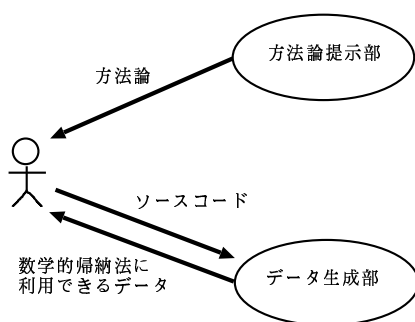 方法論提示部
方法論
ソースコード
数学的帰納法に
利用できるデータ
データ生成部